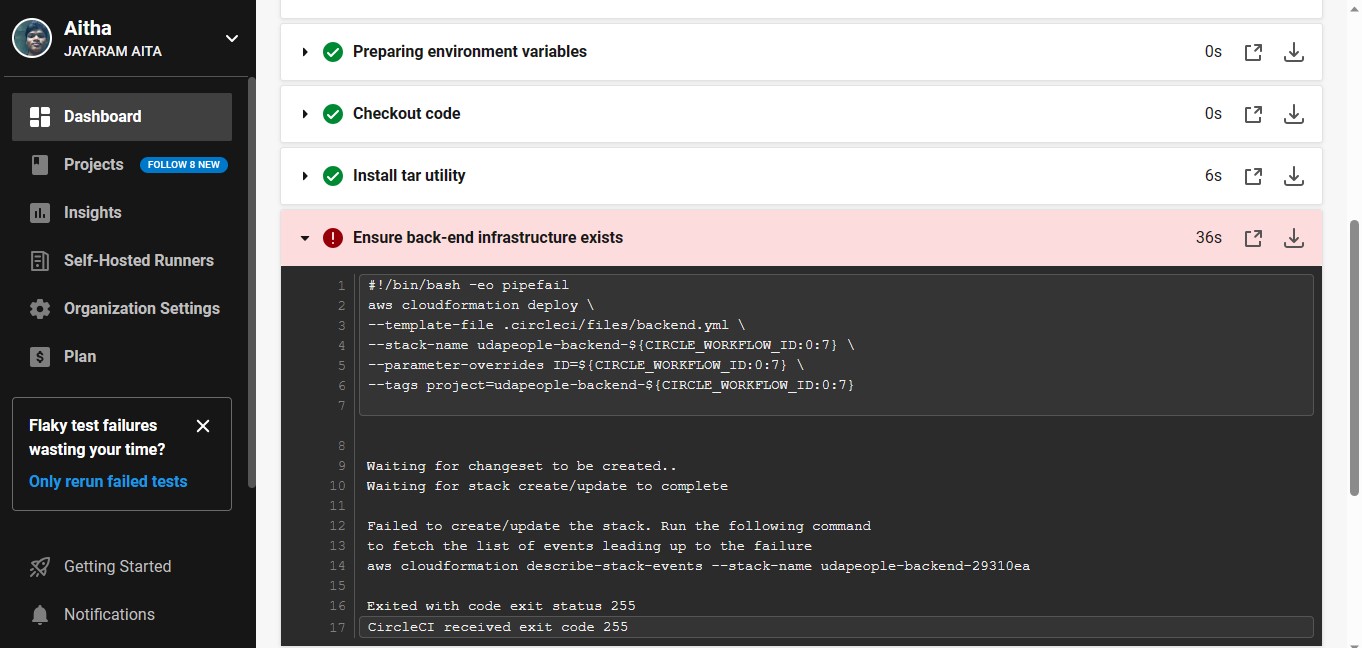 Aitha
JAYARAM AITA
Dashboard
Projects FOLLOW 8 NEW
Insights
Self-Hosted Runners
Organization Settings
Plan
Flaky test failures
wasting your time?
Only rerun failed tests
Getting Started
Notifications
Preparing environment variables 0s
Checkout code 0s
Install tar utility 6s
Ensure back-end infrastructure exists 36s
1 #!/bin/bash -eo pipefail
2 aws cloudformation deploy \
3 --template-file .circleci/files/backend.yml \
4 --stack-name udapeople-backend-${CIRCLE_WORKFLOW_ID:0:7} \
5 --parameter-overrides ID=${CIRCLE_WORKFLOW_ID:0:7} \
6 --tags project=udapeople-backend-${CIRCLE_WORKFLOW_ID:0:7}
7
8
9 Waiting for changeset to be created..
10 Waiting for stack create/update to complete
11
12 Failed to create/update the stack. Run the following command
13 to fetch the list of events leading up to the failure
14 aws cloudformation describe-stack-events --stack-name udapeople-backend-29310ea
15
16 Exited with code exit status 255
17 CircleCI received exit code 255